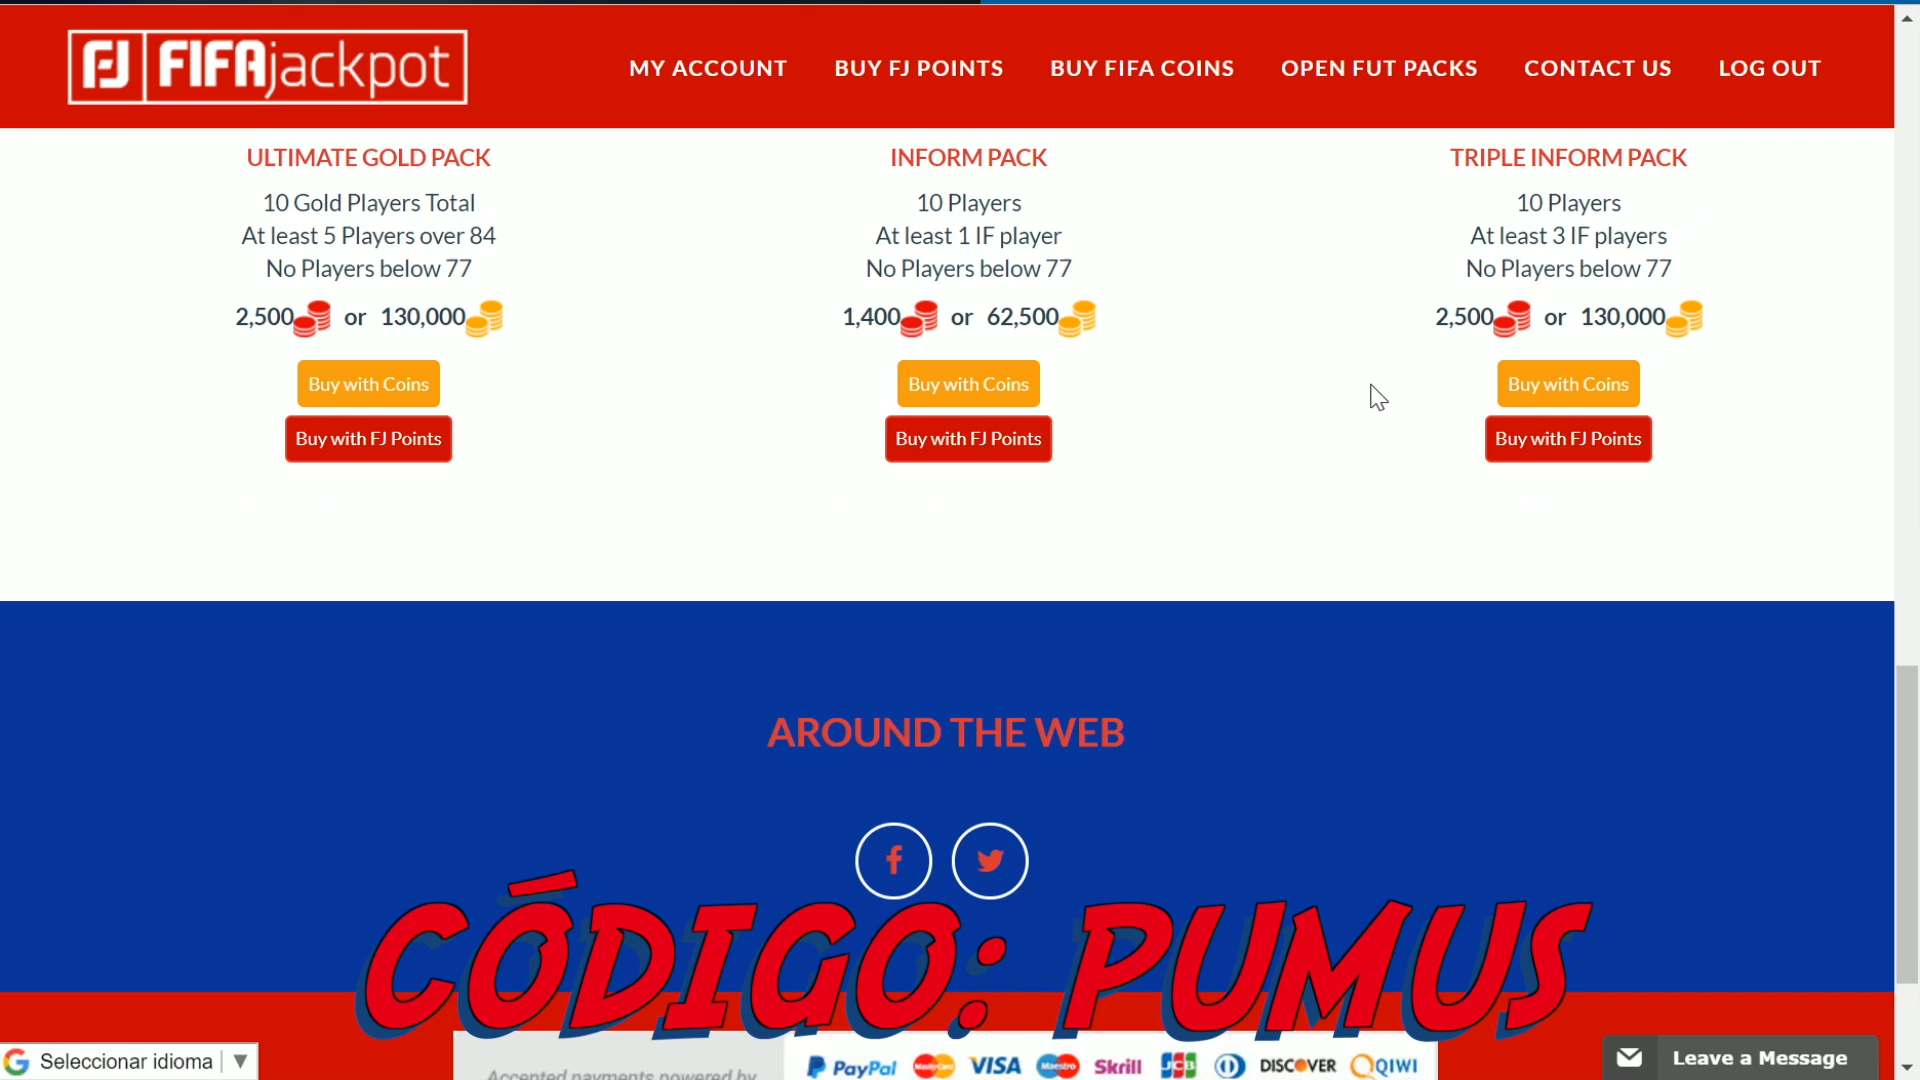 FJ FIFAjackpot
MY ACCOUNT BUY FJ POINTS BUY FIFA COINS OPEN FUT PACKS CONTACT US LOG OUT
ULTIMATE GOLD PACK
10 Gold Players Total
At least 5 Players over 84
No Players below 77
2,500 or 130,000
Buy with Coins
Buy with FJ Points
INFORM PACK
10 Players
At least 1 IF player
No Players below 77
1,400 or 62,500
Buy with Coins
Buy with FJ Points
TRIPLE INFORM PACK
10 Players
At least 3 IF players
No Players below 77
2,500 or 130,000
Buy with Coins
Buy with FJ Points
AROUND THE WEB
CÓDIGO: PUMUS
Seleccionar idioma ▼
Accepted payments powered by
PayPal MasterCard VISA Maestro Skrill JCB DISCOVER QIWI
Leave a Message